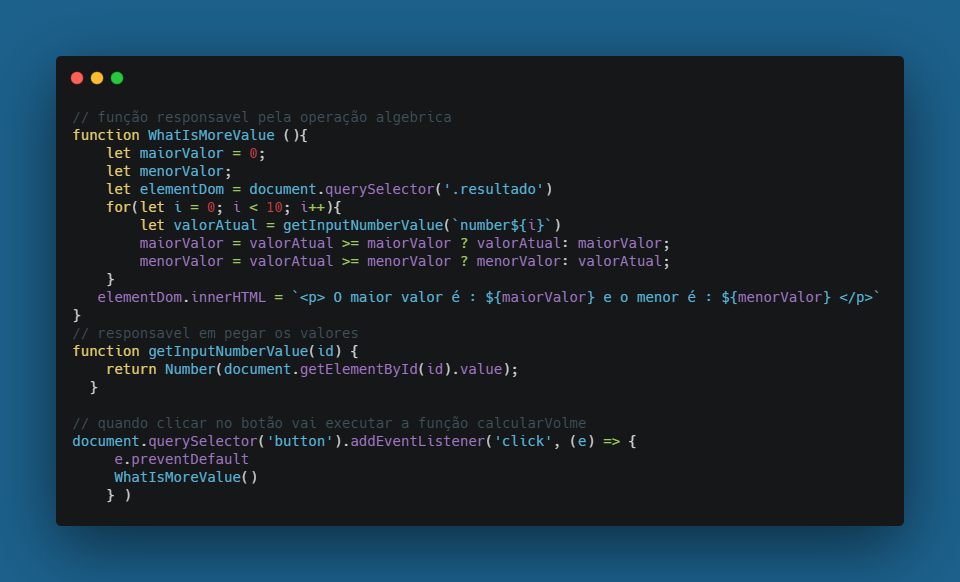 // função responsavel pela operação algebrica
function WhatIsMoreValue (){
    let maiorValor = 0;
    let menorValor;
    let elementDom = document.querySelector('.resultado')
    for(let i = 0; i < 10; i++){
        let valorAtual = getInputNumberValue(`number${i}`)
        maiorValor = valorAtual >= maiorValor ? valorAtual: maiorValor;
        menorValor = valorAtual >= menorValor ? menorValor: valorAtual;
    }
   elementDom.innerHTML = `<p> O maior valor é : ${maiorValor} e o menor é : ${menorValor} </p>`
}
// responsavel em pegar os valores
function getInputNumberValue(id) {
    return Number(document.getElementById(id).value);
  }

// quando clicar no botão vai executar a função calcularVolme
document.querySelector('button').addEventListener('click', (e) => {
     e.preventDefault
     WhatIsMoreValue()
    } )